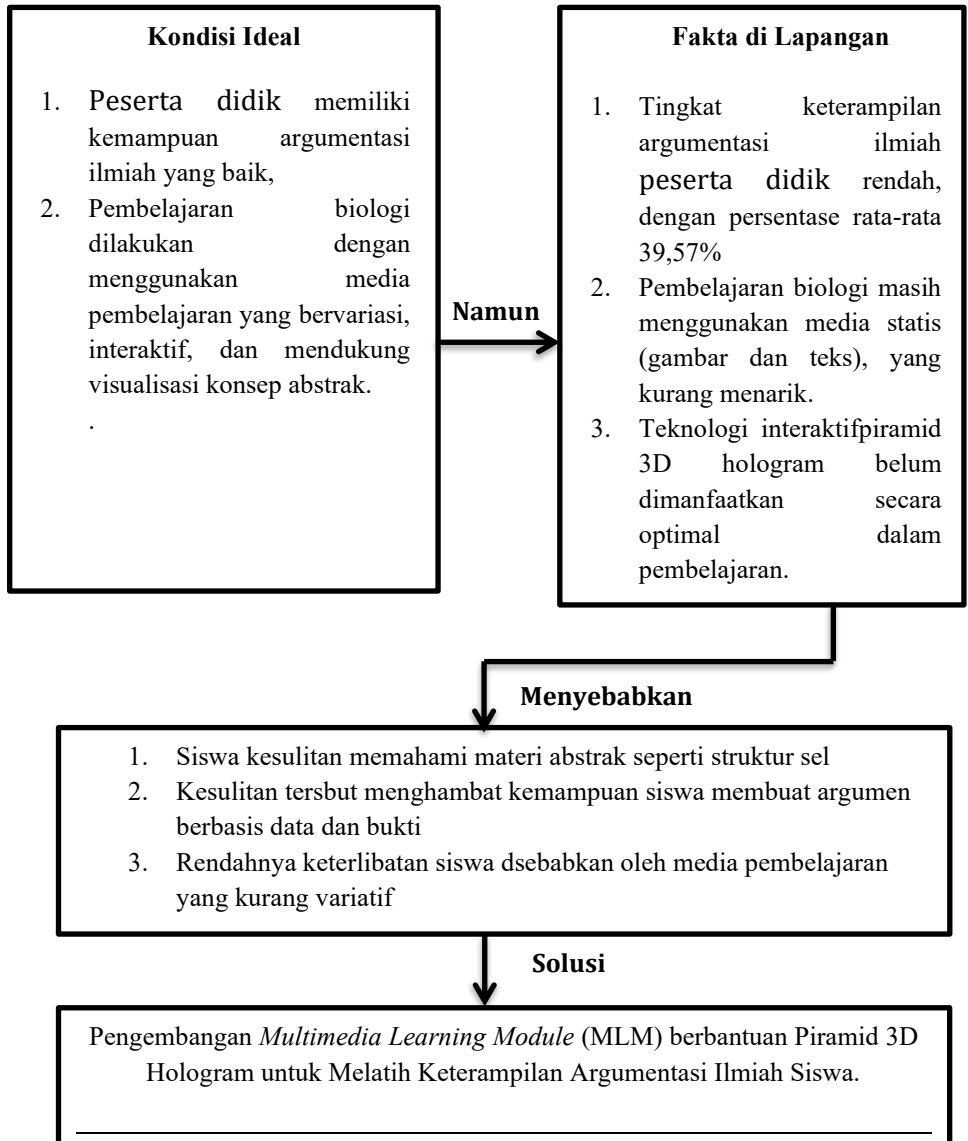 Kondisi Ideal
1. Peserta didik memiliki
kemampuan argumentasi
ilmiah yang baik,
2. Pembelajaran biologi
dilakukan dengan
menggunakan media
pembelajaran yang bervariasi,
interaktif, dan mendukung
visualisasi konsep abstrak.
.
Namun
Fakta di Lapangan
1. Tingkat keterampilan
argumentasi ilmiah
peserta didik rendah,
dengan persentase rata-rata
39,57%
2. Pembelajaran biologi masih
menggunakan media statis
(gambar dan teks), yang
kurang menarik.
3. Teknologi interaktifpiramid
3D hologram belum
dimanfaatkan secara
optimal dalam
pembelajaran.
Menyebabkan
1. Siswa kesulitan memahami materi abstrak seperti struktur sel
2. Kesulitan tersbut menghambat kemampuan siswa membuat argumen
berbasis data dan bukti
3. Rendahnya keterlibatan siswa dsebabkan oleh media pembelajaran
yang kurang variatif
Solusi
Pengembangan Multimedia Learning Module (MLM) berbantuan Piramid 3D
Hologram untuk Melatih Keterampilan Argumentasi Ilmiah Siswa.